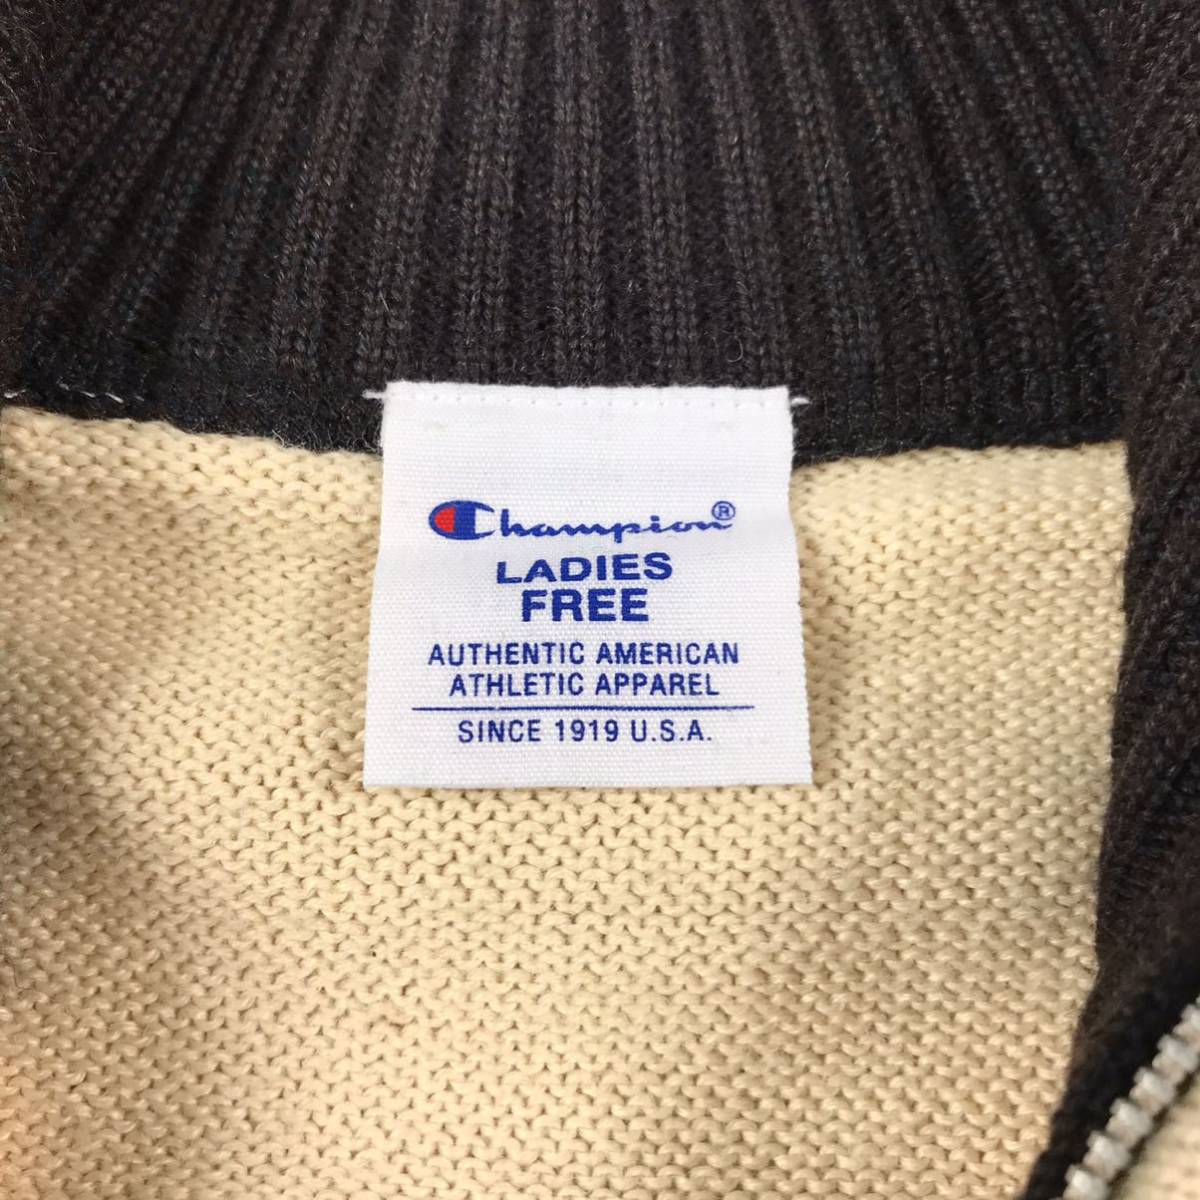 Champion®
LADIES
FREE
AUTHENTIC AMERICAN
ATHLETIC APPAREL
SINCE 1919 U.S.A.